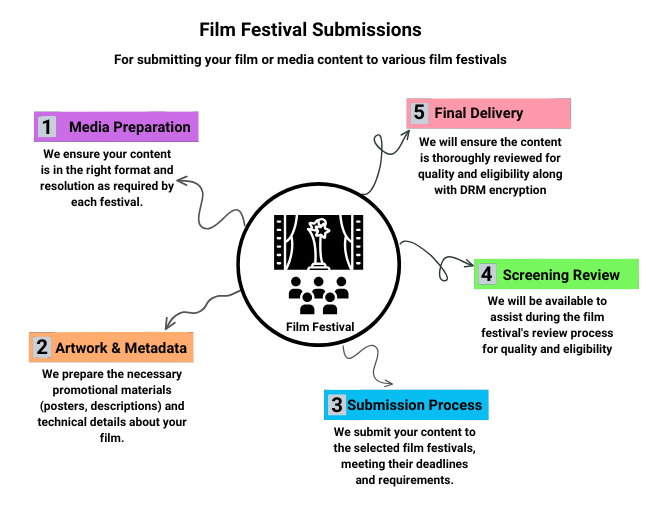 Film Festival Submissions
For submitting your film or media content to various film festivals
1 Media Preparation
We ensure your content
is in the right format and
resolution as required by
each festival.
2 Artwork & Metadata
We prepare the necessary
promotional materials
(posters, descriptions) and
technical details about your
film.
3 Submission Process
We submit your content to
the selected film festivals,
meeting their deadlines
and requirements.
4 Screening Review
We will be available to
assist during the film
festival's review process
for quality and eligibility
5 Final Delivery
We will ensure the content
is thoroughly reviewed for
quality and eligibility along
with DRM encryption
Film Festival